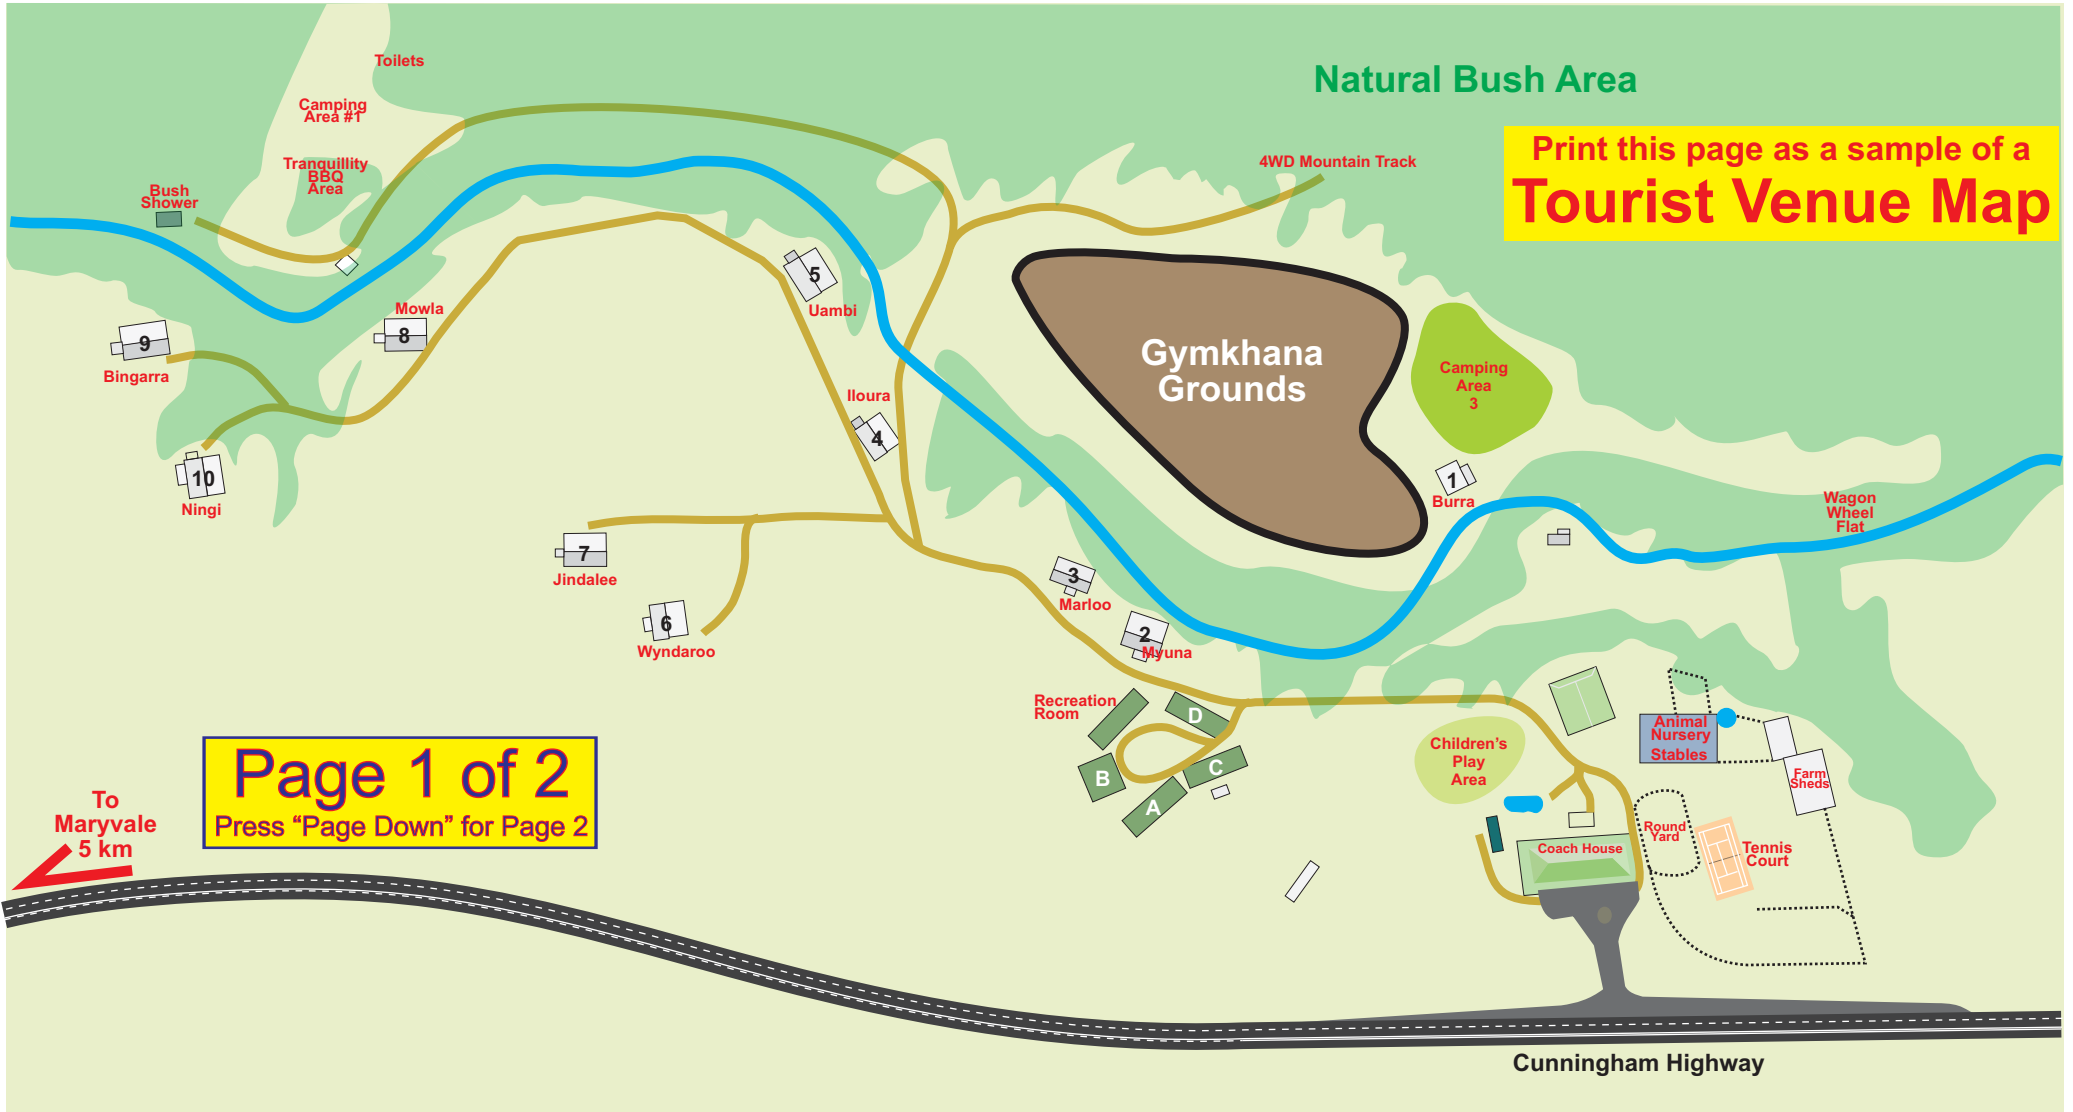 Toilets
Natural Bush Area
Camping
Area #1
Print this page as a sample of a
Tourist Venue Map
4WD Mountain Track
Tranquillity
BBQ
Area
Bush
Shower
5
Uambi
Mowla
8
9
Bingarra
Gymkhana
Grounds
Camping
Area
3
Iloura
4
10
Ningi
1
Burra
Wagon
Wheel
Flat
7
Jindalee
3
Marloo
6
Wyndaroo
2
Myuna
Recreation
Room
D
C
B
A
Animal
Nursery
Stables
Children's
Play
Area
Farm
Sheds
Page 1 of 2
Press “Page Down” for Page 2
To
Maryvale
5 km
Round
Yard
Coach House
Tennis
Court
Cunningham Highway